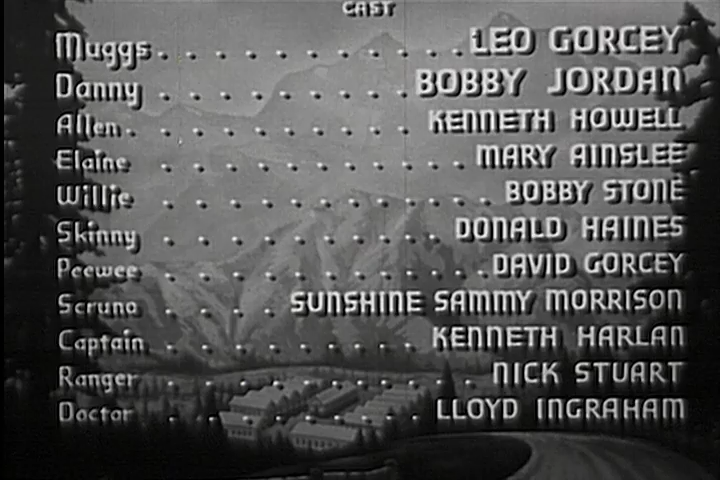 CAST
Muggs. . . . . . . . . . LEO GORCEY
Danny . . . . . . . . . BOBBY JORDAN
Allen. . . . . . . . . KENNETH HOWELL
Elaine . . . . . . . . . . MARY AINSLEE
Willie . . . . . . . . . . BOBBY STONE
Skinny . . . . . . . . . DONALD HAINES
Peewee . . . . . . . . . . DAVID GORCEY
Scruno . . . . SUNSHINE SAMMY MORRISON
Captain . . . . . . . . KENNETH HARLAN
Ranger . . . . . . . . . . NICK STUART
Doctor . . . . . . . . LLOYD INGRAHAM